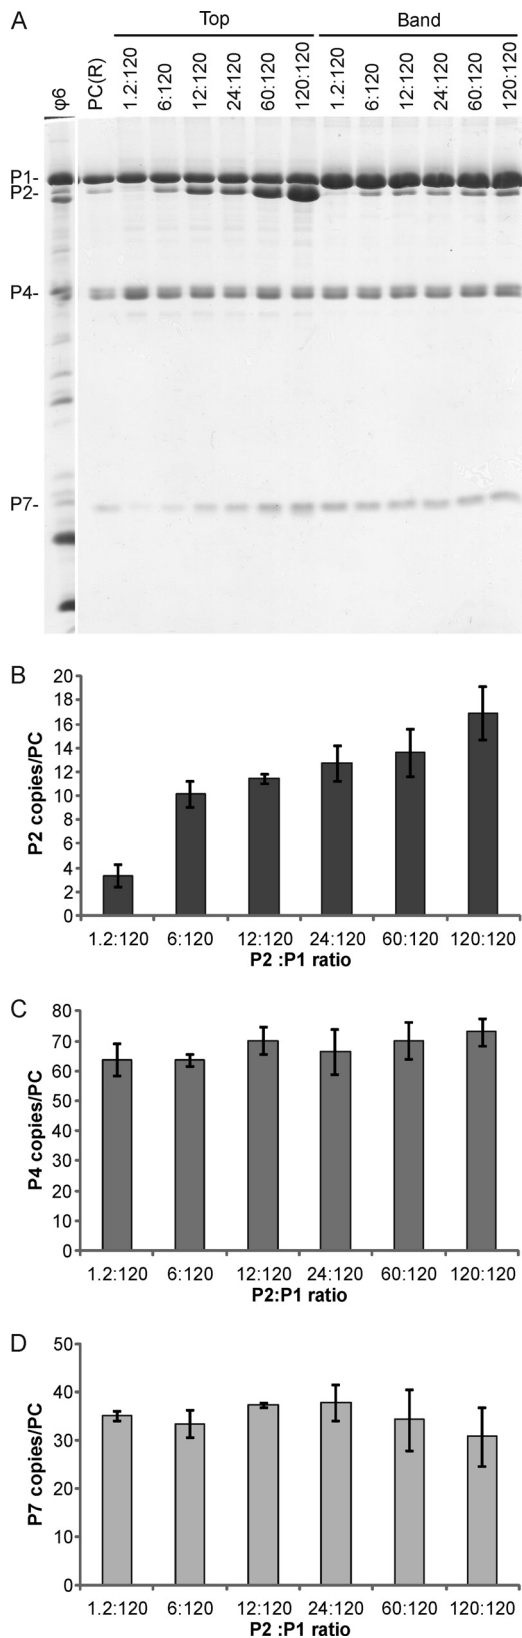 A
Top Band
φ6 PC(R) 1.2:120 6:120 12:120 24:120 60:120 120:120 1.2:120 6:120 12:120 24:120 60:120 120:120
P1-
P2-
P4-
P7-
B
20
18
16
14
12
10
8
6
4
2
0
P2 copies/PC
1.2:120 6:120 12:120 24:120 60:120 120:120
P2 :P1 ratio
C
80
70
60
50
40
30
20
10
0
P4 copies/PC
1.2:120 6:120 12:120 24:120 60:120 120:120
P2:P1 ratio
D
50
40
30
20
10
0
P7 copies/PC
1.2:120 6:120 12:120 24:120 60:120 120:120
P2 :P1 ratio